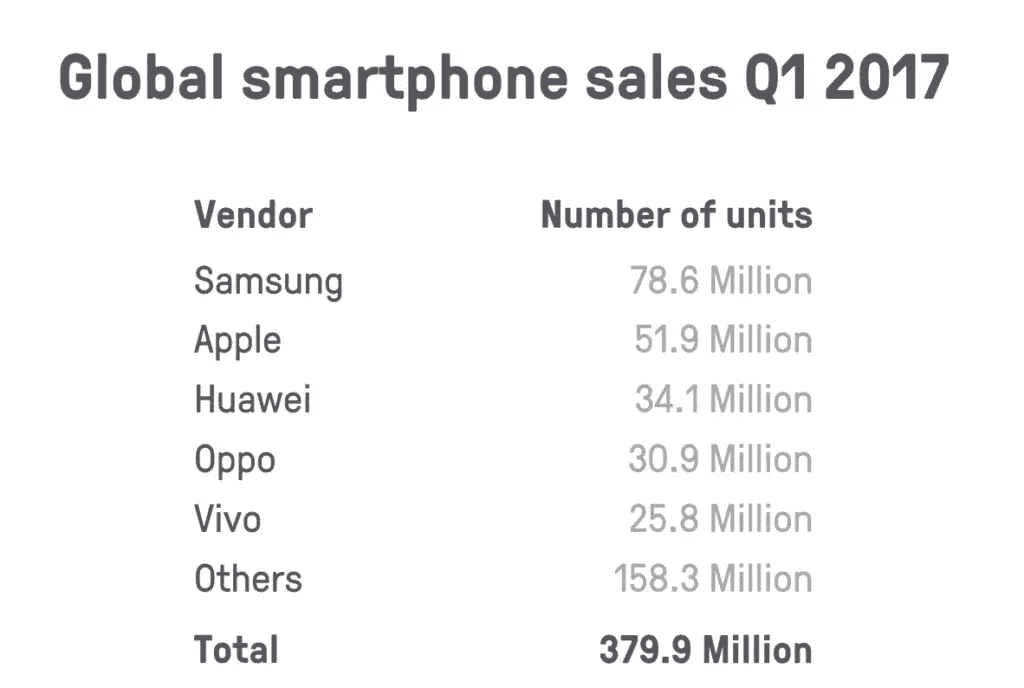 Global smartphone sales Q1 2017
Vendor Number of units
Samsung 78.6 Million
Apple 51.9 Million
Huawei 34.1 Million
Oppo 30.9 Million
Vivo 25.8 Million
Others 158.3 Million
Total 379.9 Million